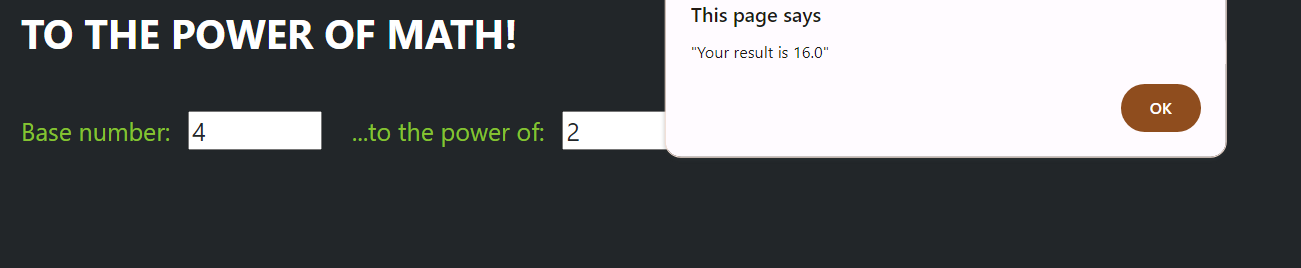 TO THE POWER OF MATH!
Base number: 4 ...to the power of: 2
This page says
"Your result is 16.0"
OK